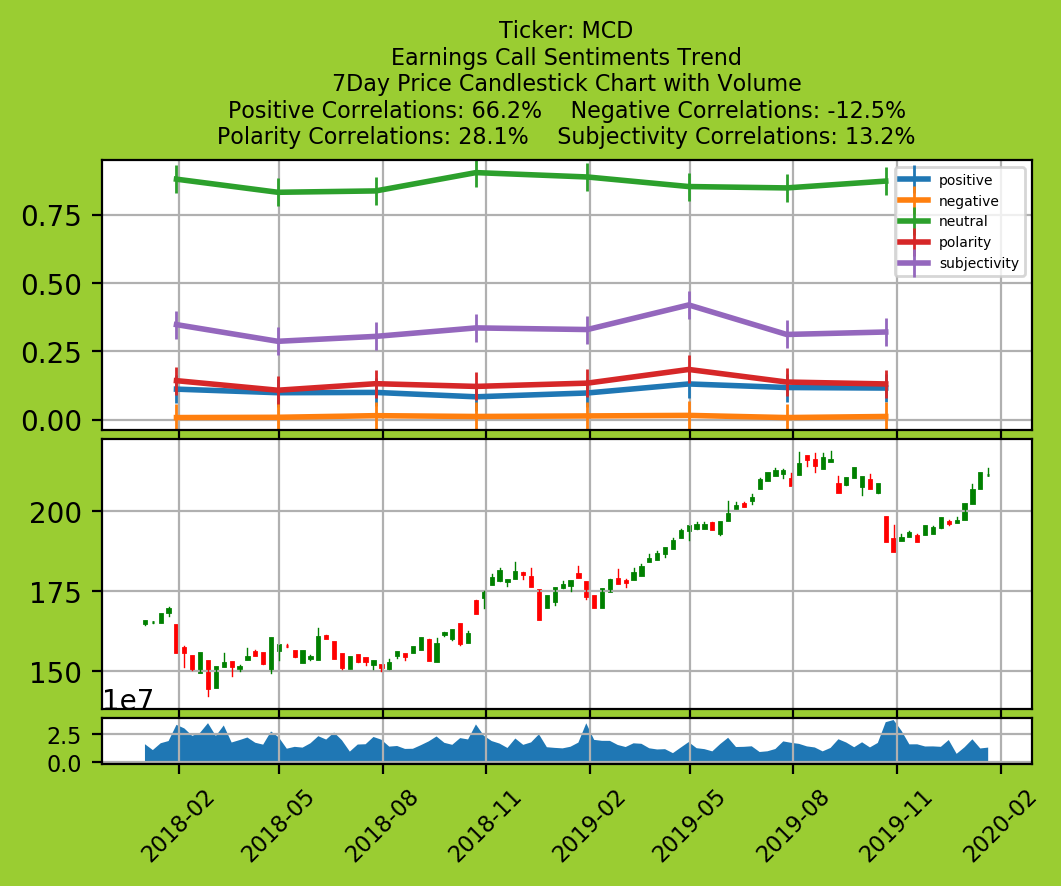 Ticker: MCD
Earnings Call Sentiments Trend
7Day Price Candlestick Chart with Volume
Positive Correlations: 66.2%    Negative Correlations: -12.5%
Polarity Correlations: 28.1%    Subjectivity Correlations: 13.2%
positive
negative
neutral
polarity
subjectivity
0.75
0.50
0.25
0.00
200
175
150
1e7
2.5
0.0
2018-02
2018-05
2018-08
2018-11
2019-02
2019-05
2019-08
2019-11
2020-02